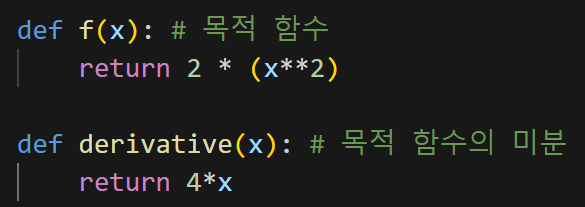 def f(x): # 목적 함수
    return 2 * (x**2)

def derivative(x): # 목적 함수의 미분
    return 4*x